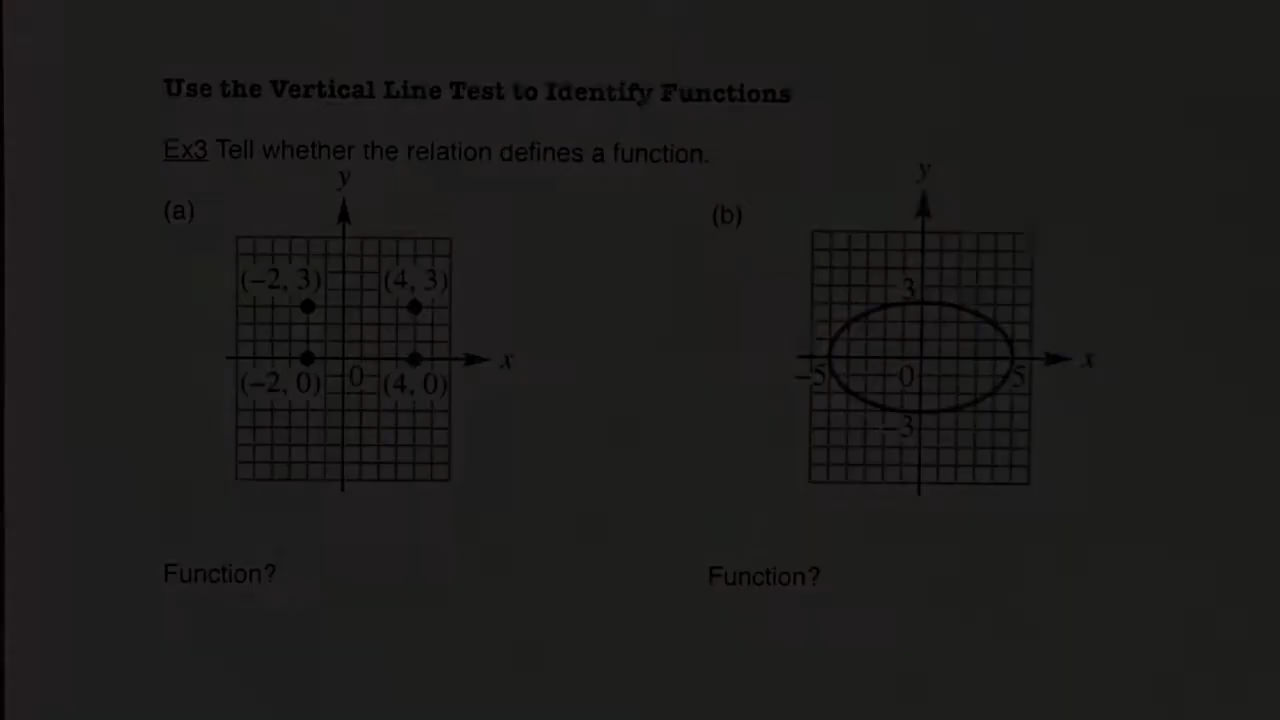 Use the Vertical Line Test to Identify Functions
Ex3 Tell whether the relation defines a function.
(a)
y
(−2, 3)
(4, 3)
x
(−2, 0)
0
(4, 0)
Function?
(b)
y
3
x
−5
0
5
−3
Function?